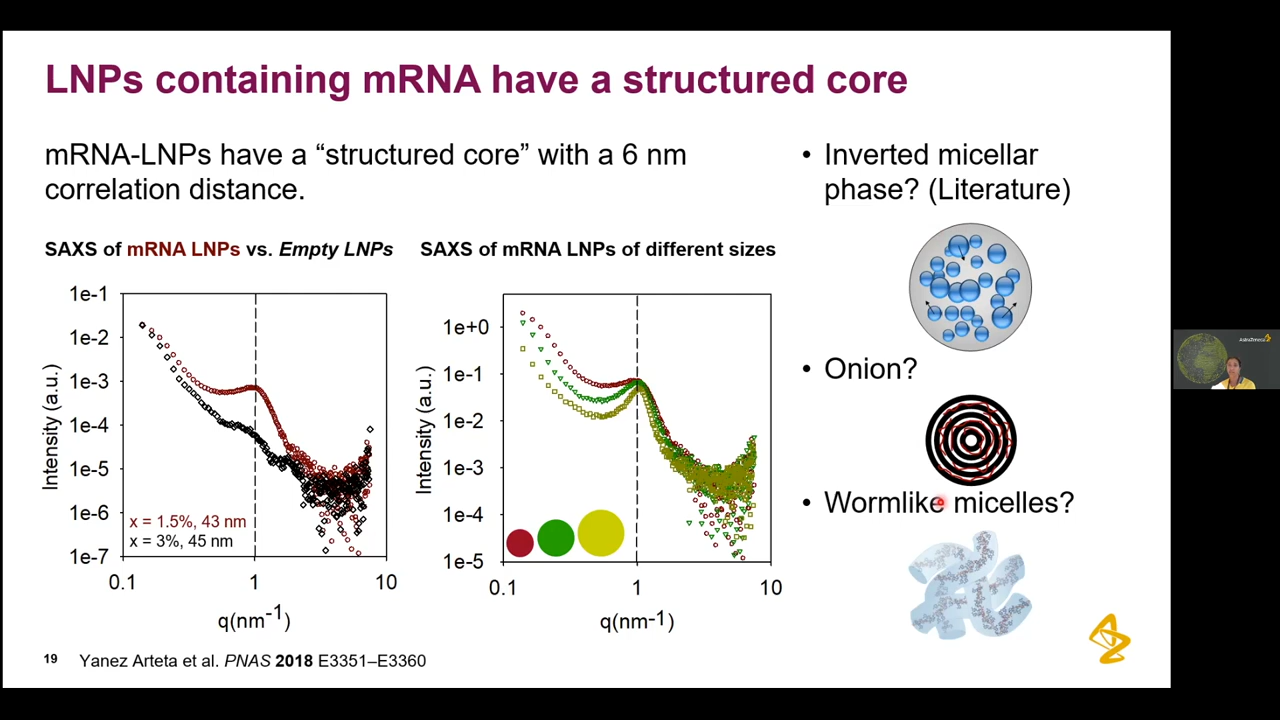 LNPs containing mRNA have a structured core
mRNA-LNPs have a “structured core” with a 6 nm
correlation distance.
SAXS of mRNA LNPs vs. Empty LNPs
1e-1
1e-2
1e-3
1e-4
1e-5
1e-6
1e-7
Intensity (a.u.)
x = 1.5%, 43 nm
x = 3%, 45 nm
0.1
1
10
q(nm-1)
SAXS of mRNA LNPs of different sizes
1e+0
1e-1
1e-2
1e-3
1e-4
1e-5
Intensity (a.u.)
0.1
1
10
q(nm-1)
• Inverted micellar
phase? (Literature)
• Onion?
• Wormlike micelles?
19 Yanez Arteta et al. PNAS 2018 E3351–E3360
AstraZeneca